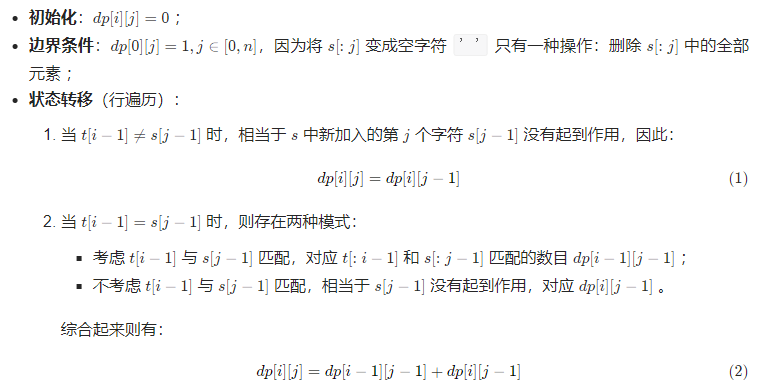 • 初始化：dp[i][j] = 0 ；
• 边界条件：dp[0][j] = 1, j ∈ [0, n]，因为将 s[: j] 变成空字符 ' ' 只有一种操作：删除 s[: j] 中的全部
元素 ；
• 状态转移（行遍历）：
1. 当 t[i − 1] ≠ s[j − 1] 时，相当于 s 中新加入的第 j 个字符 s[j − 1] 没有起到作用，因此：
dp[i][j] = dp[i][j − 1] (1)
2. 当 t[i − 1] = s[j − 1] 时，则存在两种模式：
▪ 考虑 t[i − 1] 与 s[j − 1] 匹配，对应 t[: i − 1] 和 s[: j − 1] 匹配的数目 dp[i − 1][j − 1] ；
▪ 不考虑 t[i − 1] 与 s[j − 1] 匹配，相当于 s[j − 1] 没有起到作用，对应 dp[i][j − 1] 。
综合起来则有：
dp[i][j] = dp[i − 1][j − 1] + dp[i][j − 1] (2)